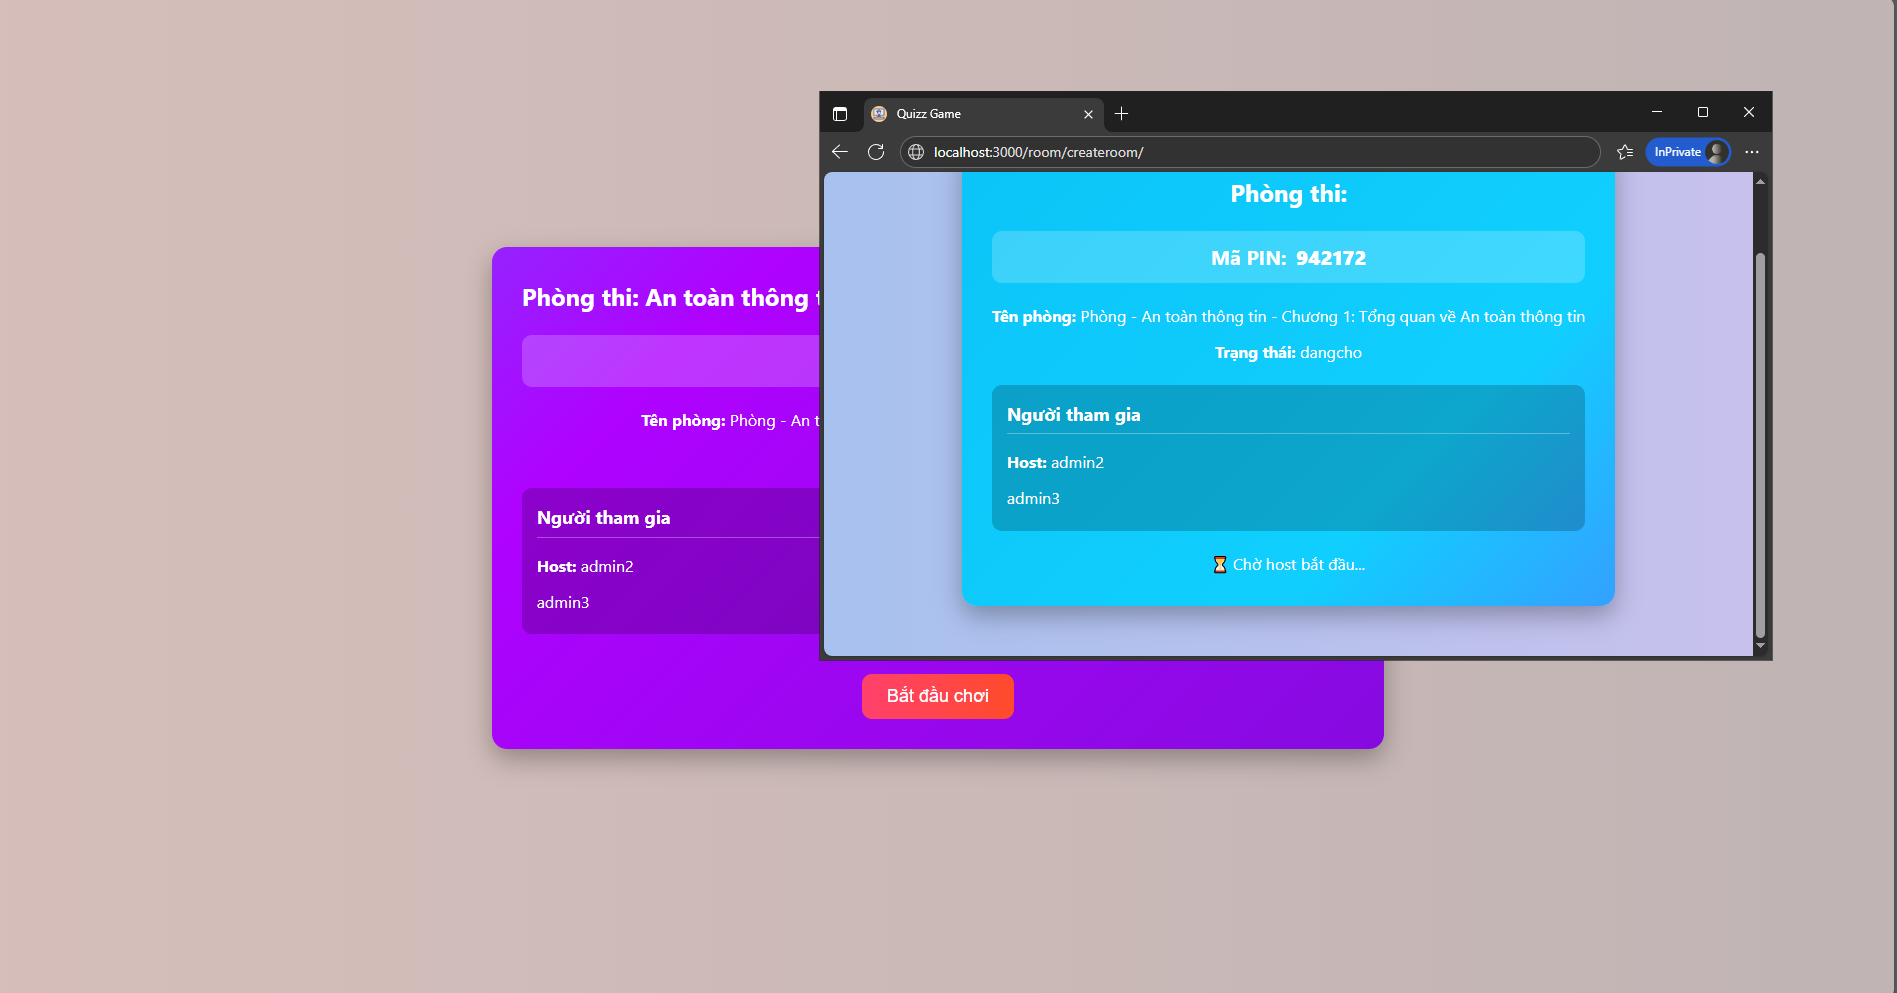 Quizz Game
localhost:3000/room/createroom/
InPrivate
Phòng thi:
Mã PIN: 942172
Tên phòng: Phòng - An toàn thông tin - Chương 1: Tổng quan về An toàn thông tin
Trạng thái: dangcho
Người tham gia
Host: admin2
admin3
⏳ Chờ host bắt đầu...
Phòng thi: An toàn thông
Tên phòng: Phòng - An
Người tham gia
Host: admin2
admin3
Bắt đầu chơi